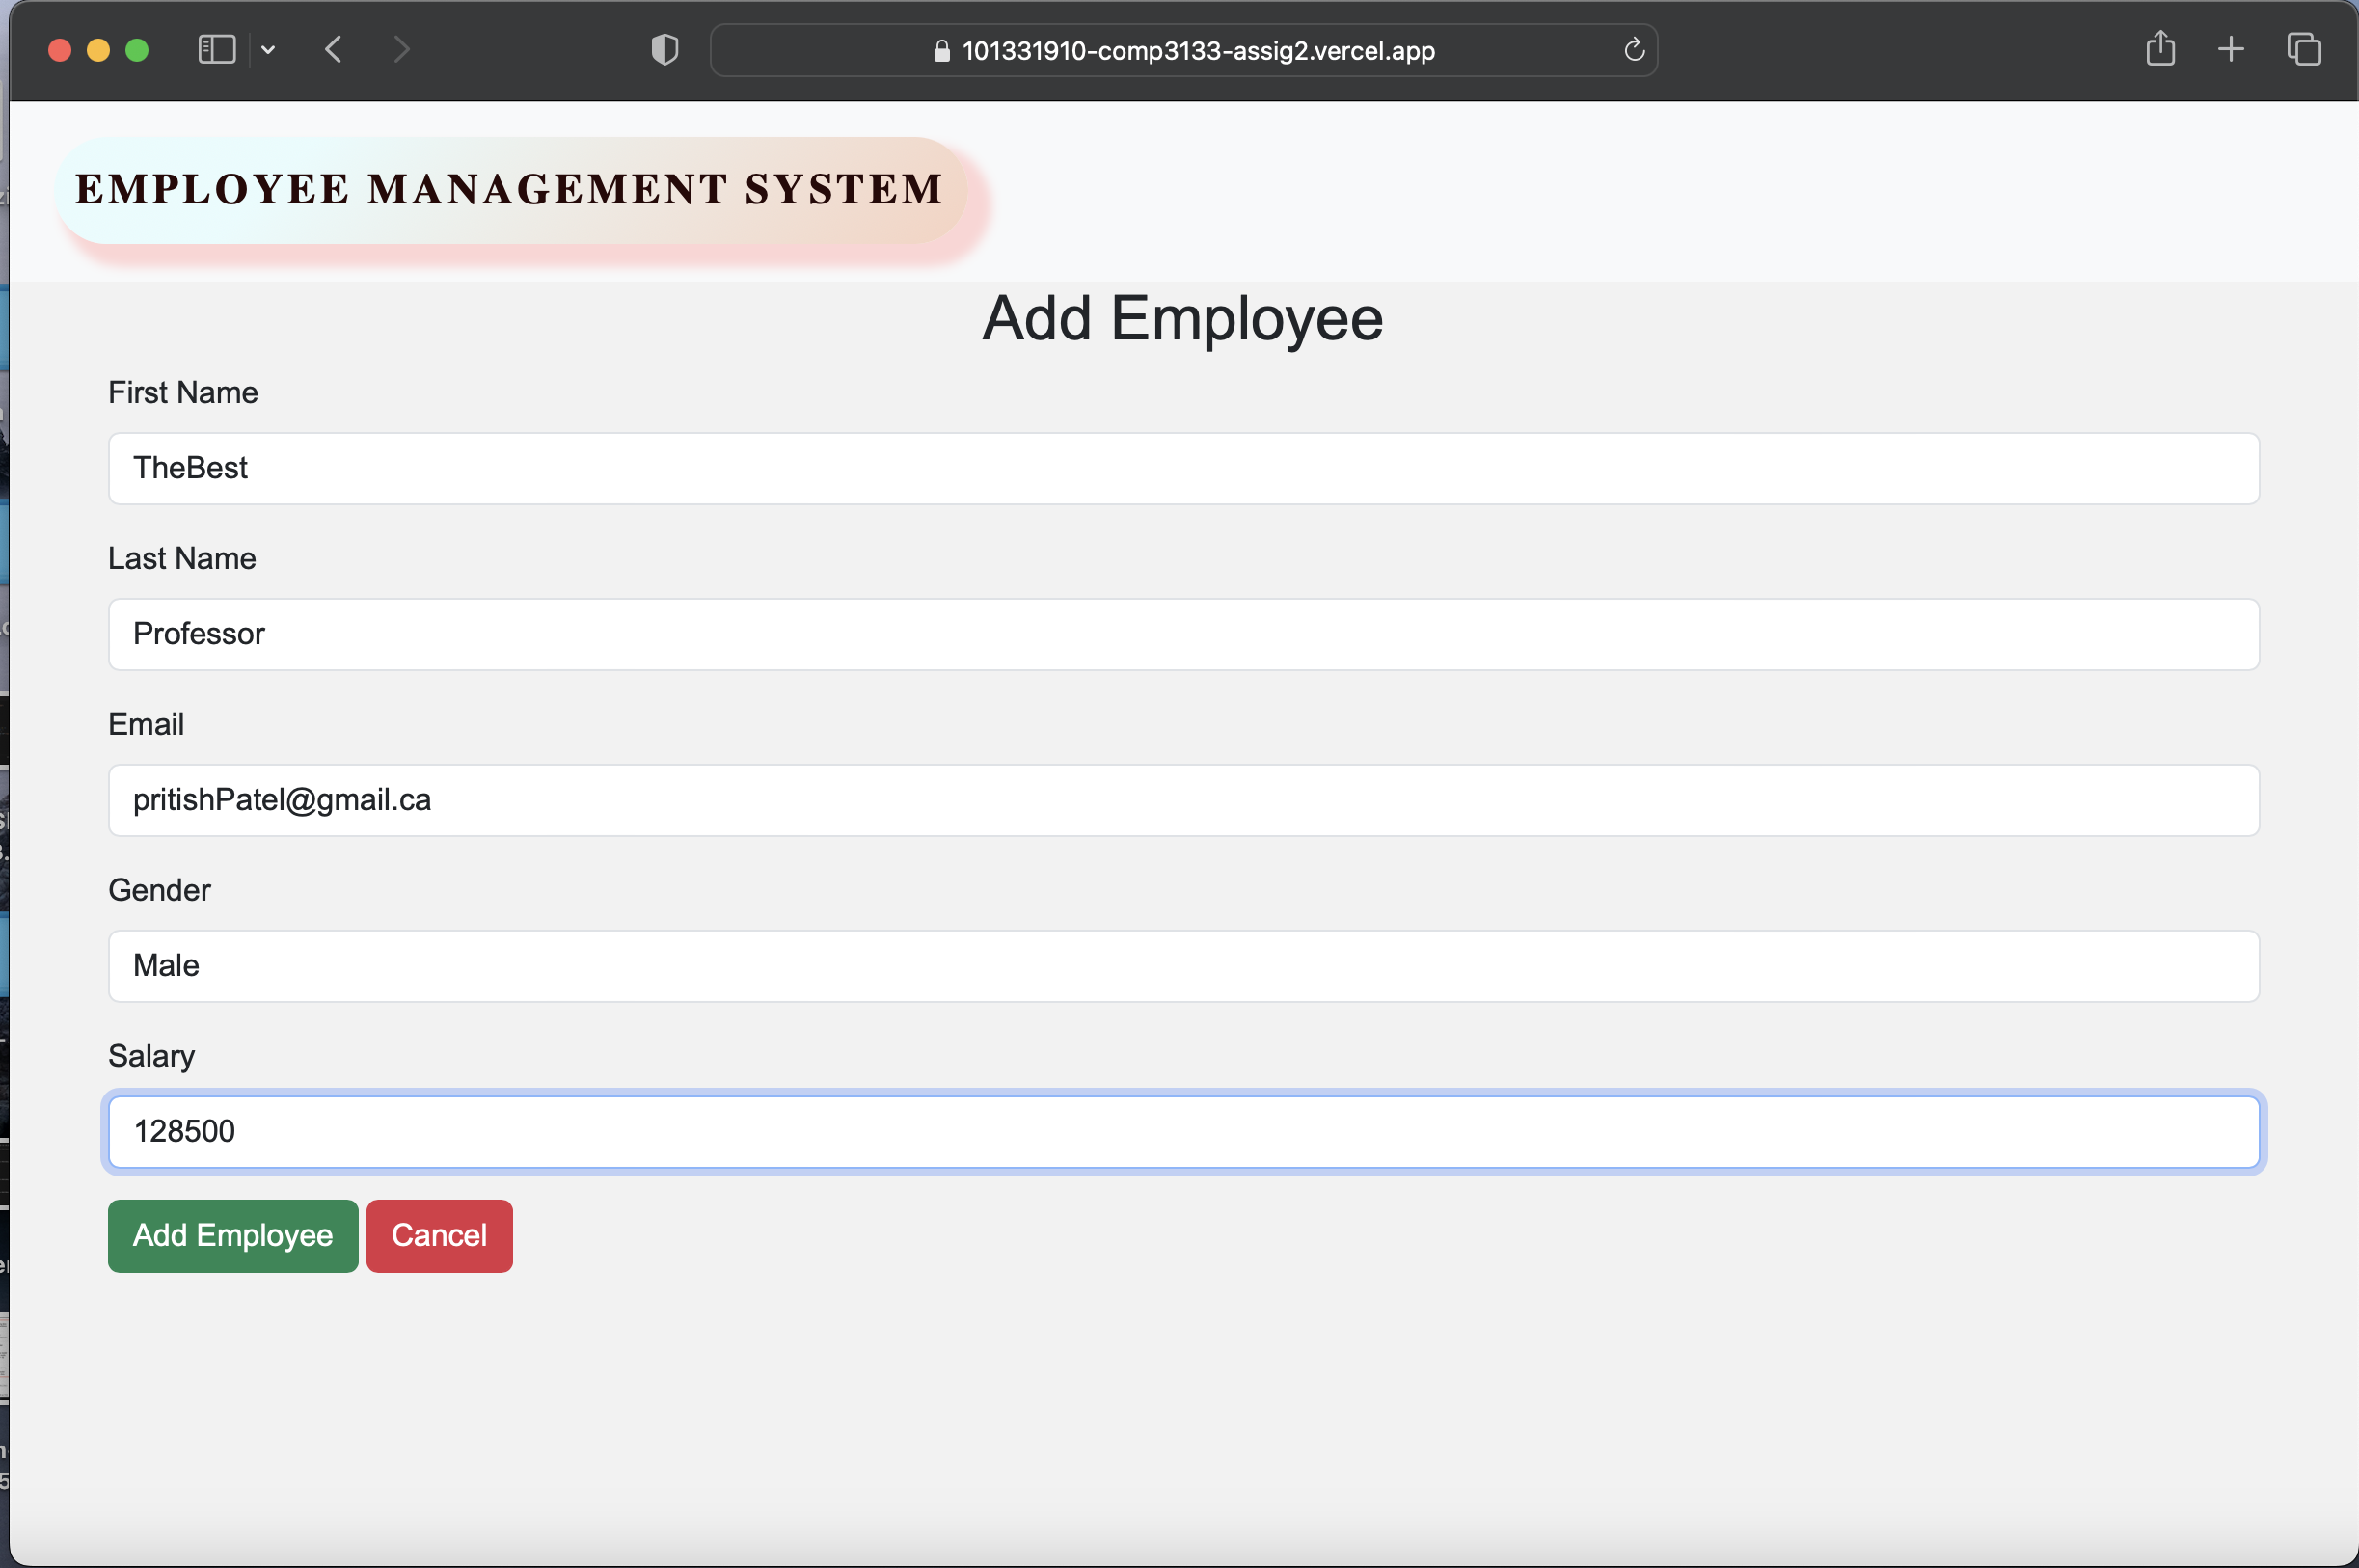 101331910-comp3133-assig2.vercel.app
EMPLOYEE MANAGEMENT SYSTEM
Add Employee
First Name
TheBest
Last Name
Professor
Email
pritishPatel@gmail.ca
Gender
Male
Salary
128500
Add Employee Cancel